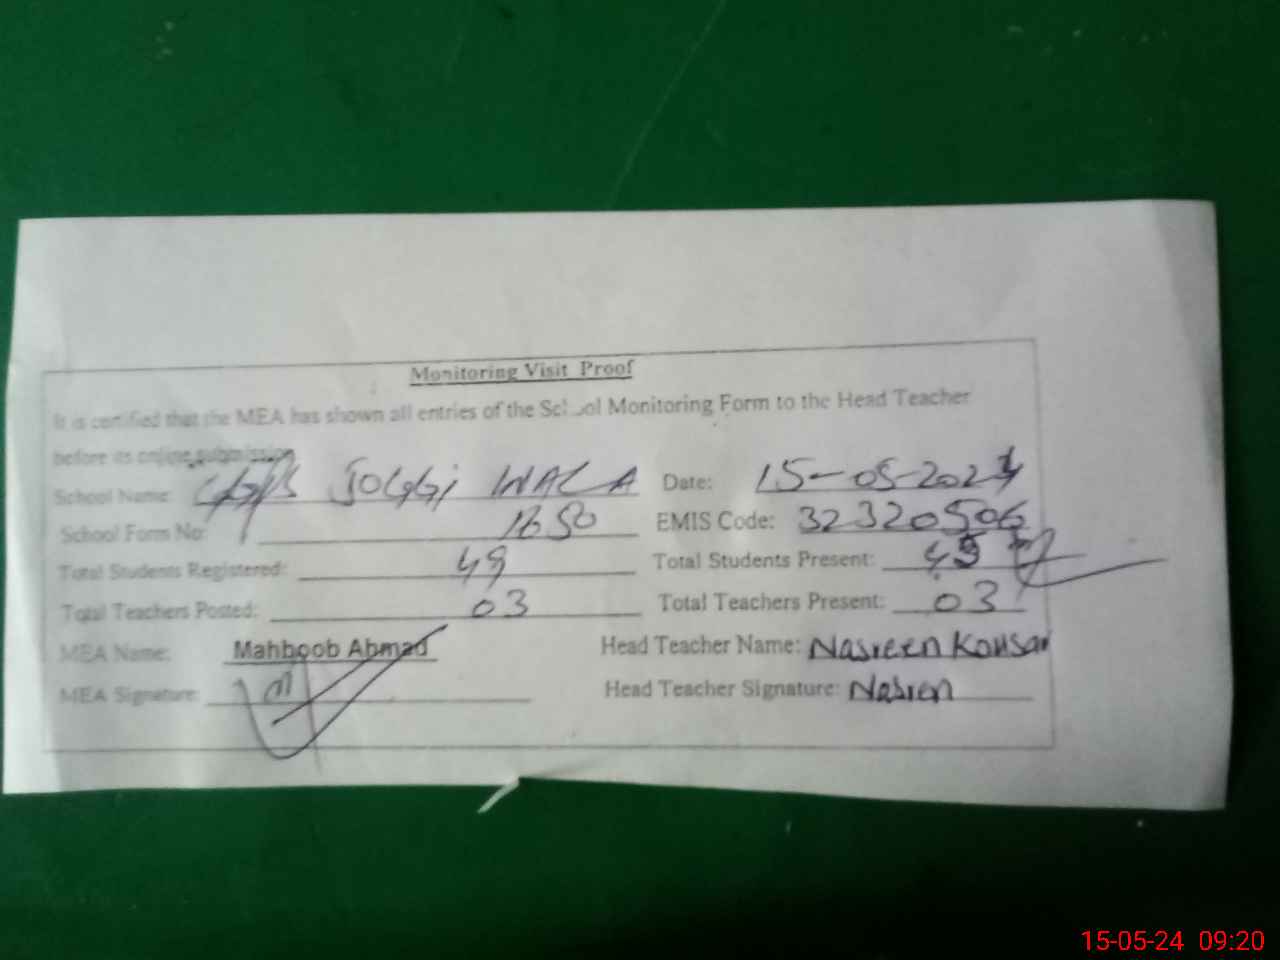 Monitoring Visit Proof
It is certified that the MEA has shown all entries of the School Monitoring Form to the Head Teacher
before its online submission
School Name: JOGGi WALA Date: 15-05-2024
School Form No: 1650 EMIS Code: 32320506
Total Students Registered: 49 Total Students Present:
Total Teachers Posted: 03 Total Teachers Present: 03
MEA Name: Mahboob Ahmad Head Teacher Name: Nasreen Kousar
MEA Signature: Head Teacher Signature: Nasren
15-05-24 09:20